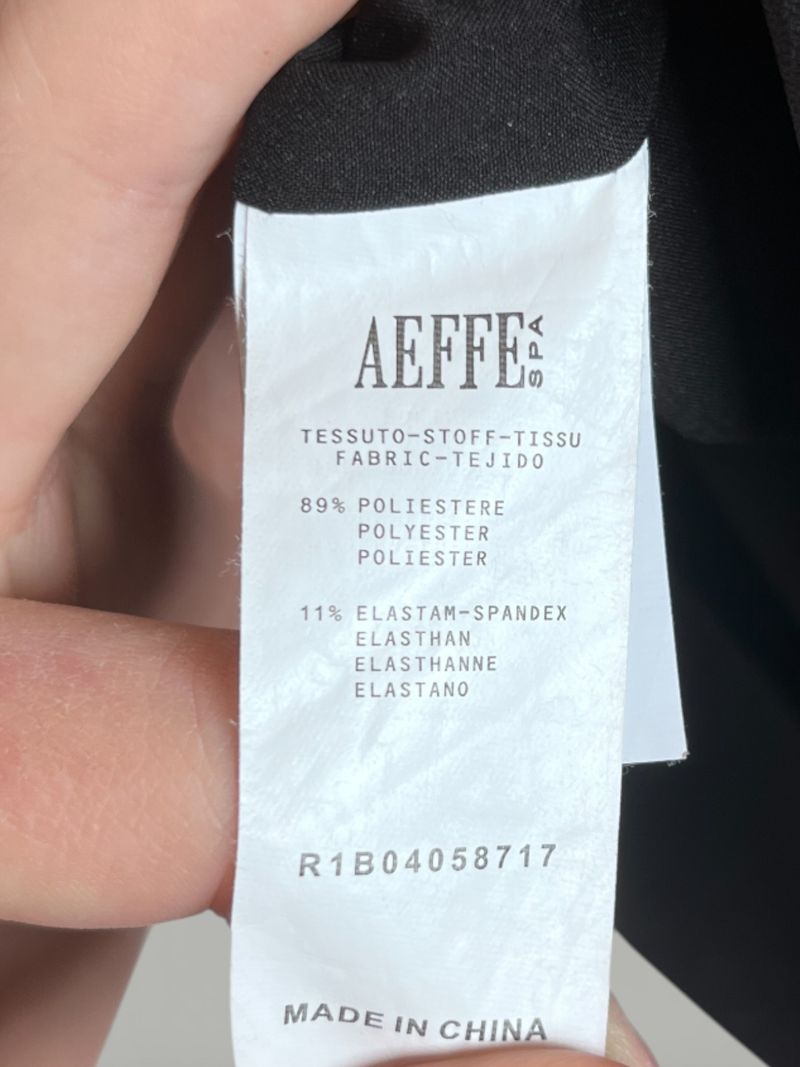 AEFFE SPA
TESSUTO-STOFF-TISSU
FABRIC-TEJIDO
89% POLIESTERE
POLYESTER
POLIESTER
11% ELASTAM-SPANDEX
ELASTHAN
ELASTHANNE
ELASTANO
R1B04058717
MADE IN CHINA